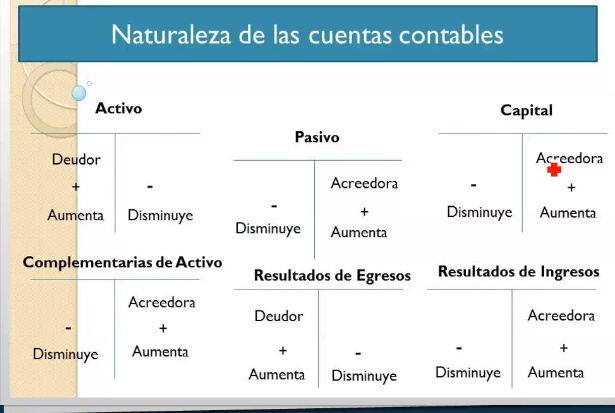 Naturaleza de las cuentas contables
Activo
Deudor
+ -
Aumenta Disminuye
Pasivo
Acreedora
- +
Disminuye Aumenta
Capital
Acreedora
- +
Disminuye Aumenta
Complementarias de Activo
Acreedora
- +
Disminuye Aumenta
Resultados de Egresos
Deudor
+ -
Aumenta Disminuye
Resultados de Ingresos
Acreedora
- +
Disminuye Aumenta